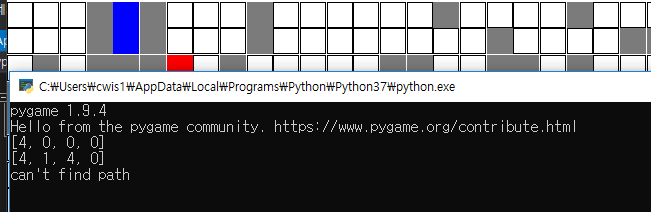 C:₩Users₩cwis1₩AppData₩Local₩Programs₩Python₩Python37₩python.exe
pygame 1.9.4
Hello from the pygame community. https://www.pygame.org/contribute.html
[4, 0, 0, 0]
[4, 1, 4, 0]
can't find path